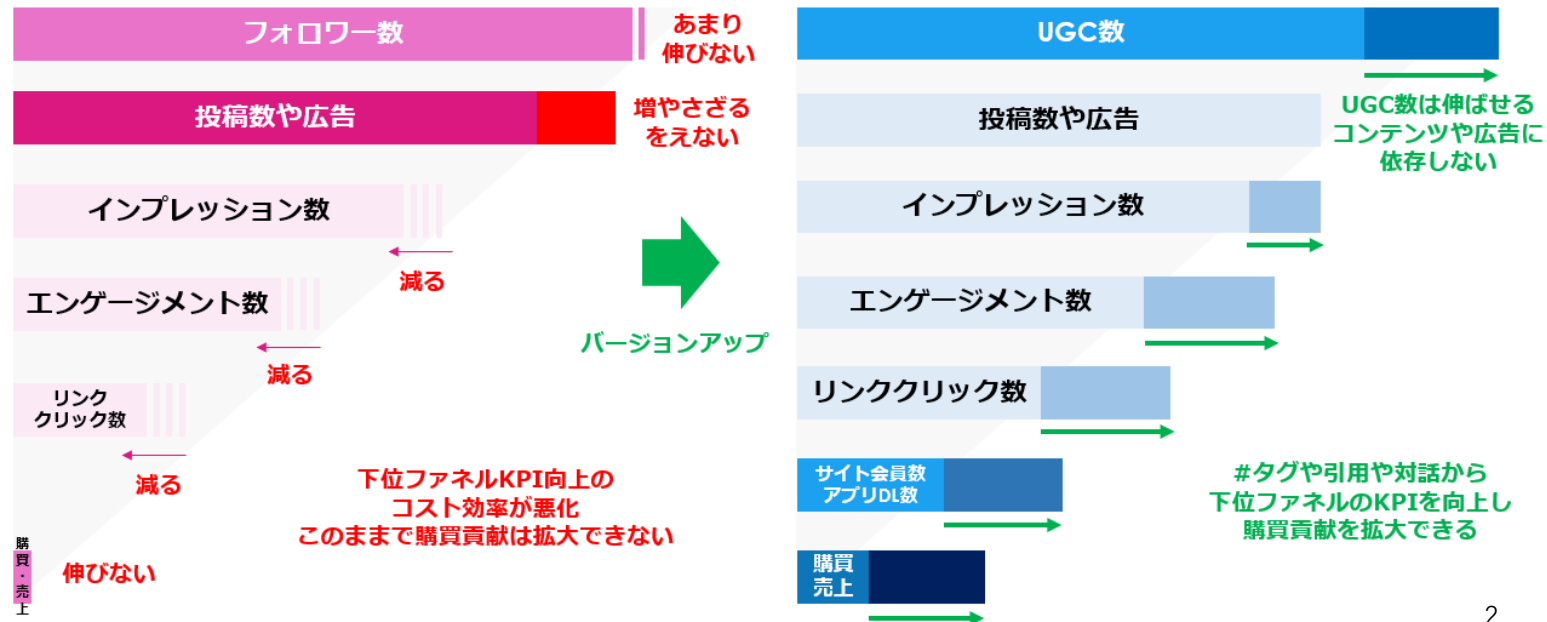 フォロワー数
あまり
伸びない
投稿数や広告
増やさざる
をえない
インプレッション数
減る
エンゲージメント数
減る
リンク
クリック数
減る
下位ファネルKPI向上の
コスト効率が悪化
このままで購買貢献は拡大できない
購買・売上
伸びない
バージョンアップ
UGC数
UGC数は伸ばせる
コンテンツや広告に
依存しない
投稿数や広告
インプレッション数
エンゲージメント数
リンククリック数
サイト会員数
アプリDL数
#タグや引用や対話から
下位ファネルのKPIを向上し
購買貢献を拡大できる
購買
売上
2